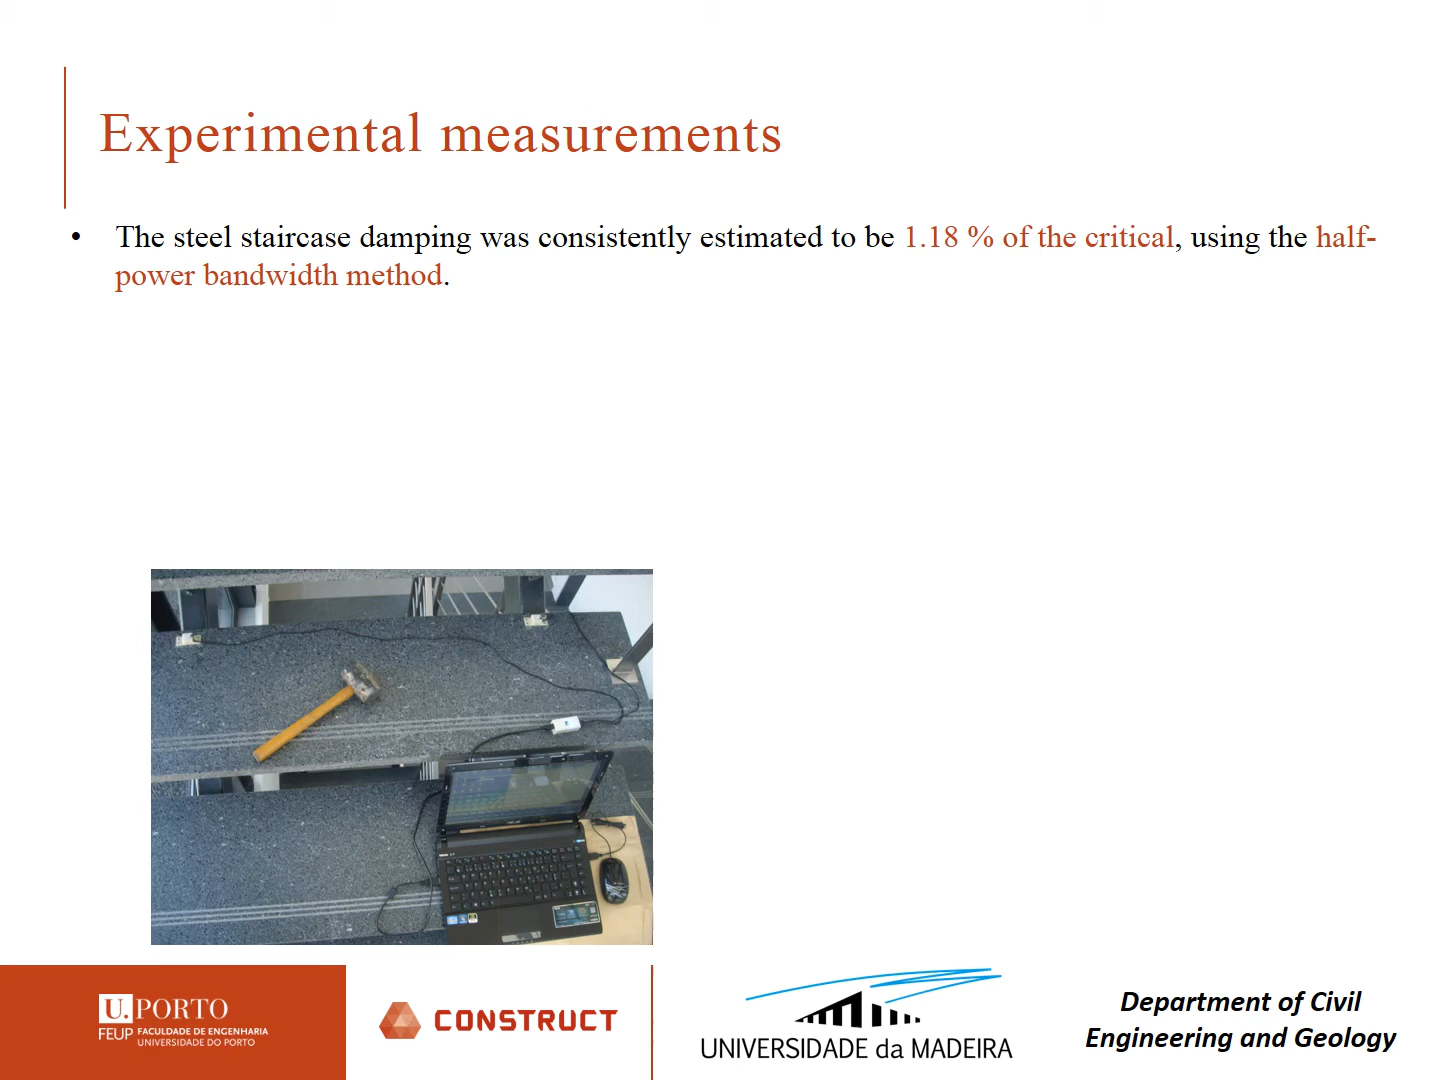 Experimental measurements
• The steel staircase damping was consistently estimated to be 1.18 % of the critical, using the half-
power bandwidth method.
U. PORTO
FEUP FACULDADE DE ENGENHARIA
UNIVERSIDADE DO PORTO
CONSTRUCT
UNIVERSIDADE da MADEIRA
Department of Civil
Engineering and Geology